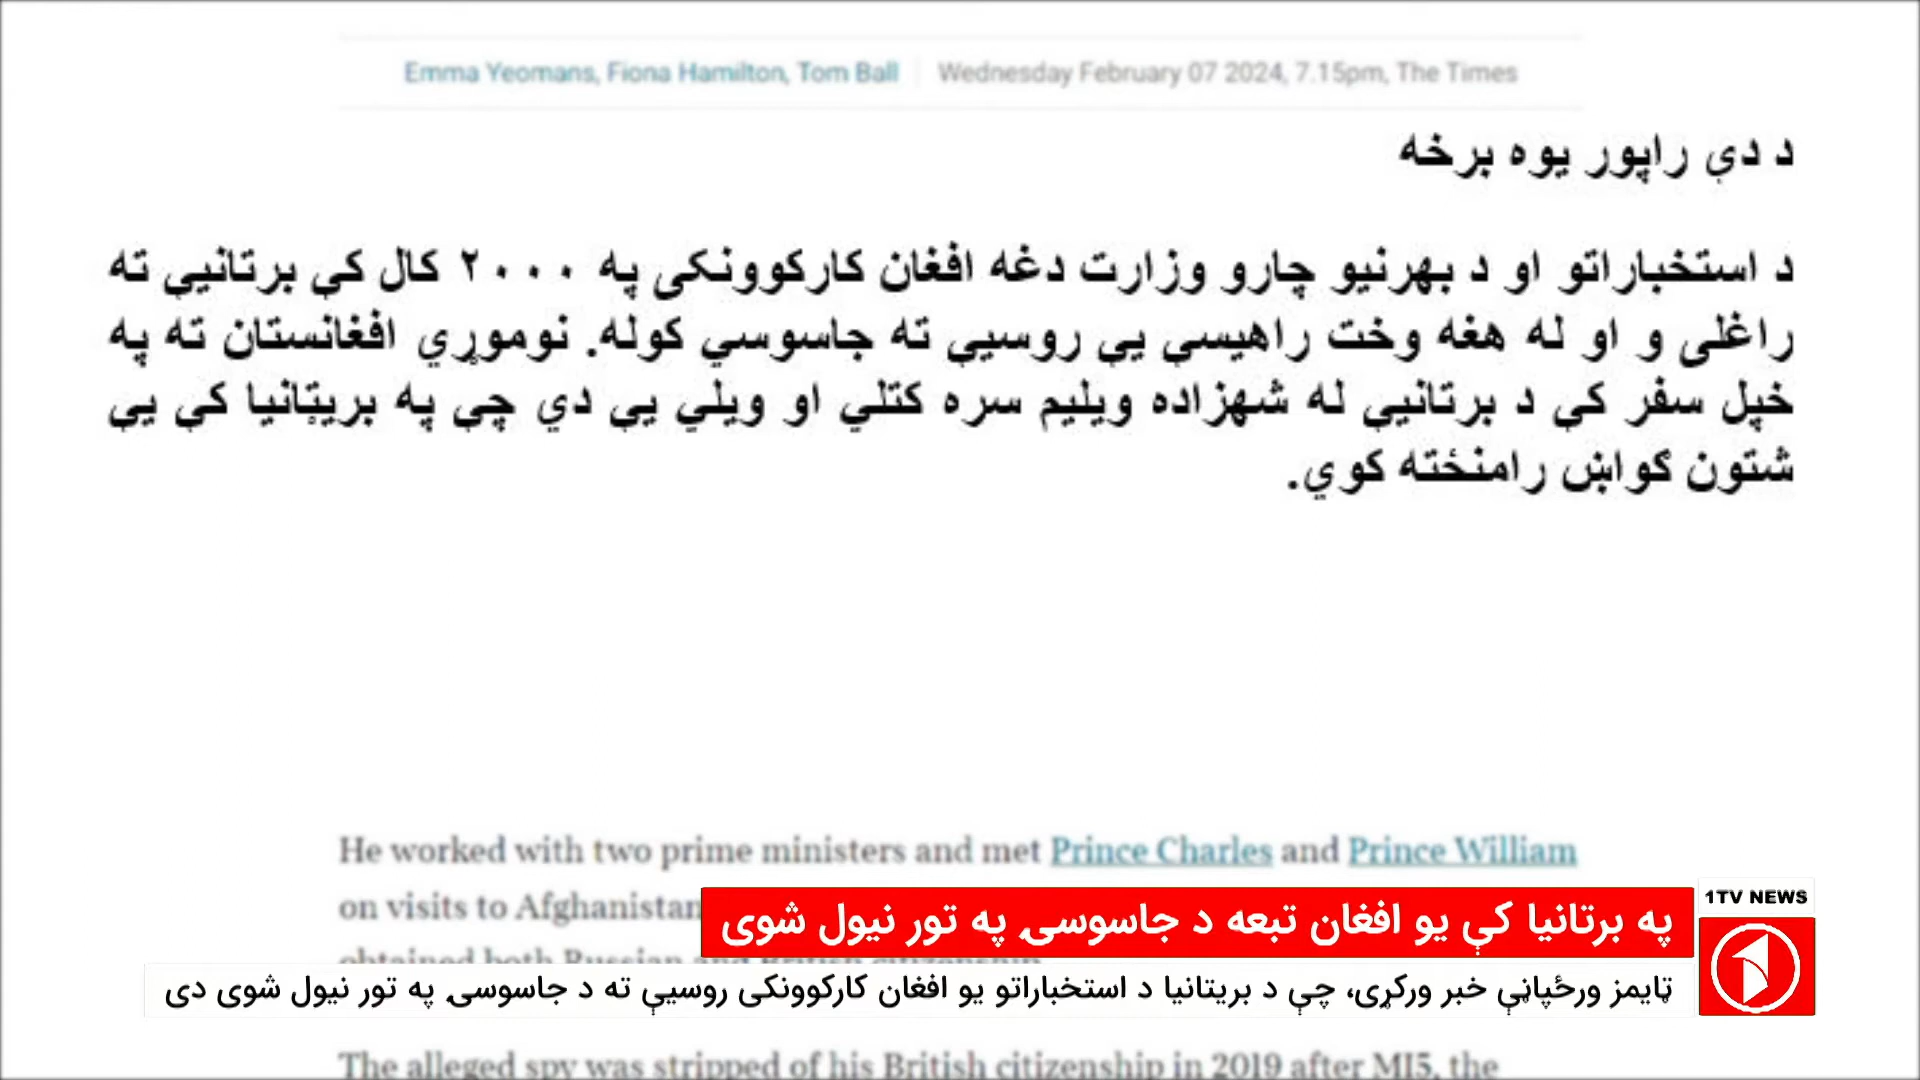 Emma Yeomans, Fiona Hamilton, Tom Ball
Wednesday February 07 2024, 7.15pm, The Times
د دې راپور یوه برخه
د استخباراتو او د بهرنیو چارو وزارت دغه افغان کارکوونکی په ۲۰۰۰ کال کې برتانیې ته
راغلی و او له هغه وخت راهیسې یې روسیې ته جاسوسي کوله. نوموړي افغانستان ته په
خپل سفر کې د برتانیې له شهزاده ویلیم سره کتلي او ویلي یې دي چې په بریټانیا کې یې
شتون ګواښ رامنځته کوي.
He worked with two prime ministers and met Prince Charles and Prince William
on visits to Afghanistan
obtained both Russian and British citizenship
په برتانیا کې یو افغان تبعه د جاسوسۍ په تور نیول شوی
1TV NEWS
ټایمز ورځپاڼې خبر ورکړی، چې د بریتانیا د استخباراتو یو افغان کارکوونکی روسیې ته د جاسوسۍ په تور نیول شوی دی
The alleged spy was stripped of his British citizenship in 2019 after MI5, the